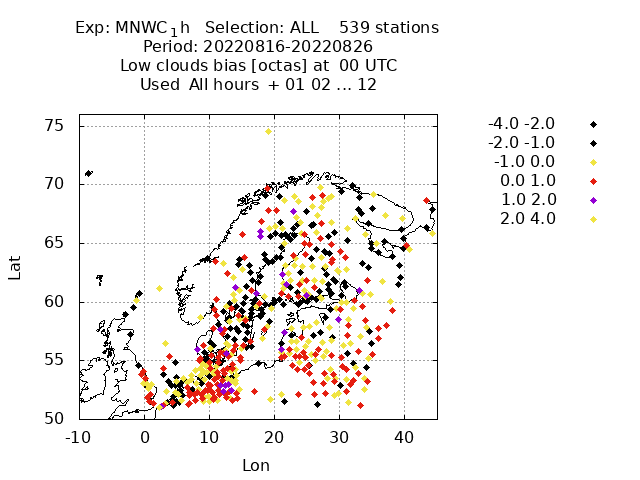 Exp: MNWC1h   Selection: ALL    539 stations
Period: 20220816-20220826
Low clouds bias [octas] at  00 UTC
Used  All hours  + 01 02 ... 12
-4.0 -2.0
-2.0 -1.0
-1.0 0.0
0.0 1.0
1.0 2.0
2.0 4.0
75
70
65
60
55
50
Lat
-10 0 10 20 30 40
Lon